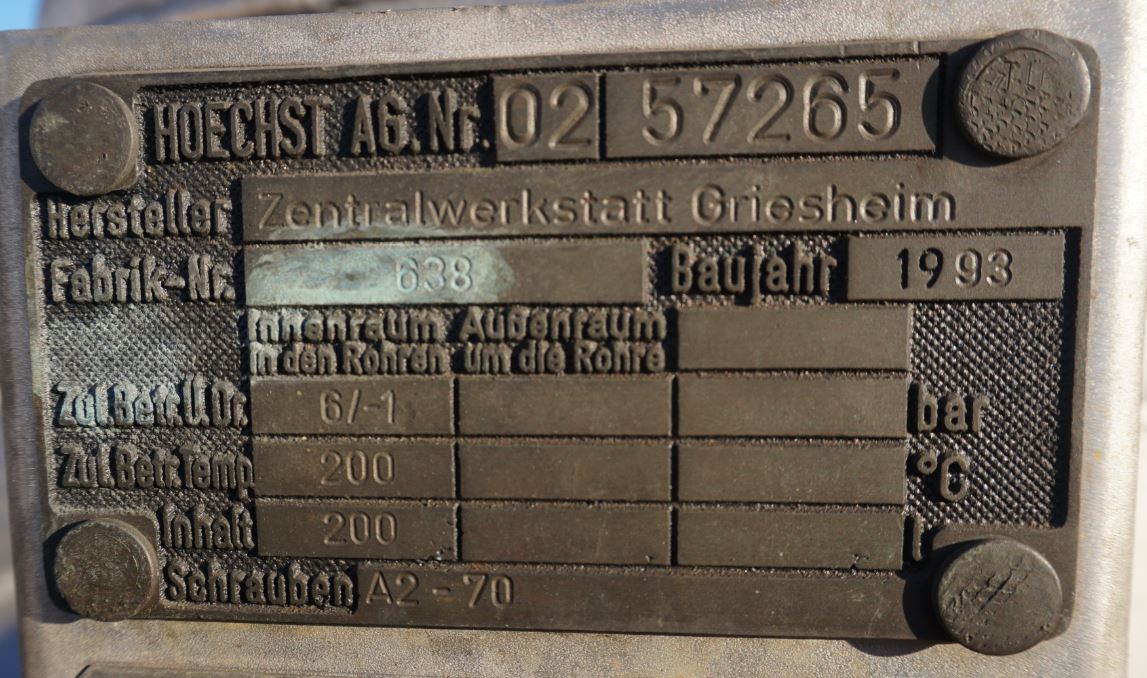 HOECHST AG. Nr. 02 57265
Hersteller Zentralwerkstatt Griesheim
Fabrik-Nr. 638 Baujahr 1993
Innenraum Außenraum
in den Rohren um die Rohre
Zul. Betr. Ü. Dr. 6/-1 bar
Zul. Betr. Temp 200 °C
Inhalt 200 l
Schrauben A2-70